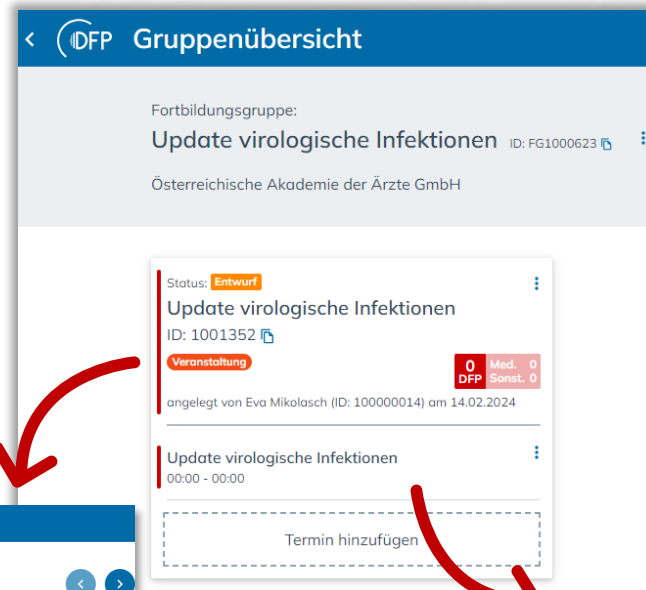 DFP Gruppenübersicht
Fortbildungsgruppe:
Update virologische Infektionen ID: FG1000623
Österreichische Akademie der Ärzte GmbH
Status: Entwurf
Update virologische Infektionen
ID: 1001352
Veranstaltung
0 Med. 0
DFP Sonst. 0
angelegt von Eva Mikolasch (ID: 100000014) am 14.02.2024
Update virologische Infektionen
00:00 - 00:00
Termin hinzufügen